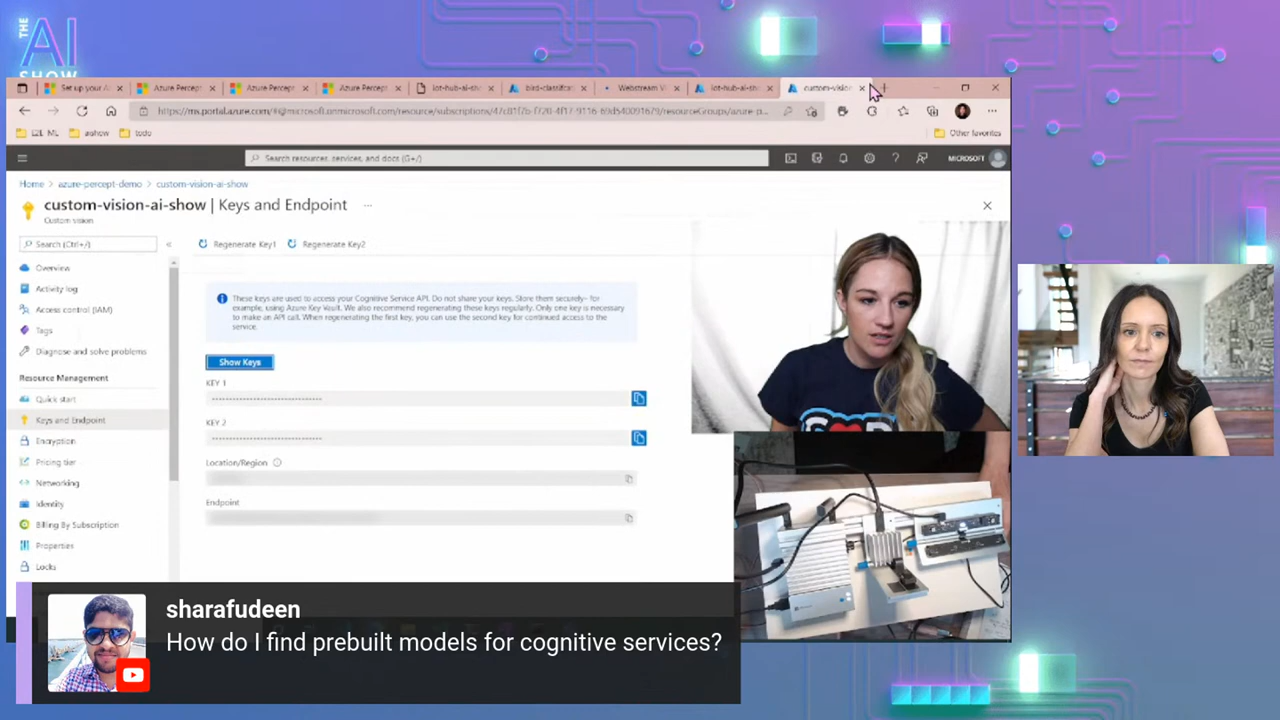 THE
AI
SHOW
Set up your A
Azure Percept
Azure Percept
Azure Percept
iot-hub-ai-sh
bird-classifica
Webstream V
iot-hub-ai-sh
custom-vision
Other favorites
L2L ML
aishow
todo
Search resources, services, and docs (G+/)
MICROSOFT
Home > azure-percept-demo > custom-vision-ai-show
custom-vision-ai-show | Keys and Endpoint ...
Custom vision
Search (Ctrl+/)
«
Regenerate Key1
Regenerate Key2
Overview
Activity log
Access control (IAM)
Tags
Diagnose and solve problems
Resource Management
Quick start
Keys and Endpoint
Encryption
Pricing tier
Networking
Identity
Billing By Subscription
Properties
Locks
These keys are used to access your Cognitive Service API. Do not share your keys. Store them securely– for
example, using Azure Key Vault. We also recommend regenerating these keys regularly. Only one key is necessary
to make an API call. When regenerating the first key, you can use the second key for continued access to the
service.
Show Keys
KEY 1
KEY 2
Location/Region
Endpoint
sharafudeen
How do I find prebuilt models for cognitive services?